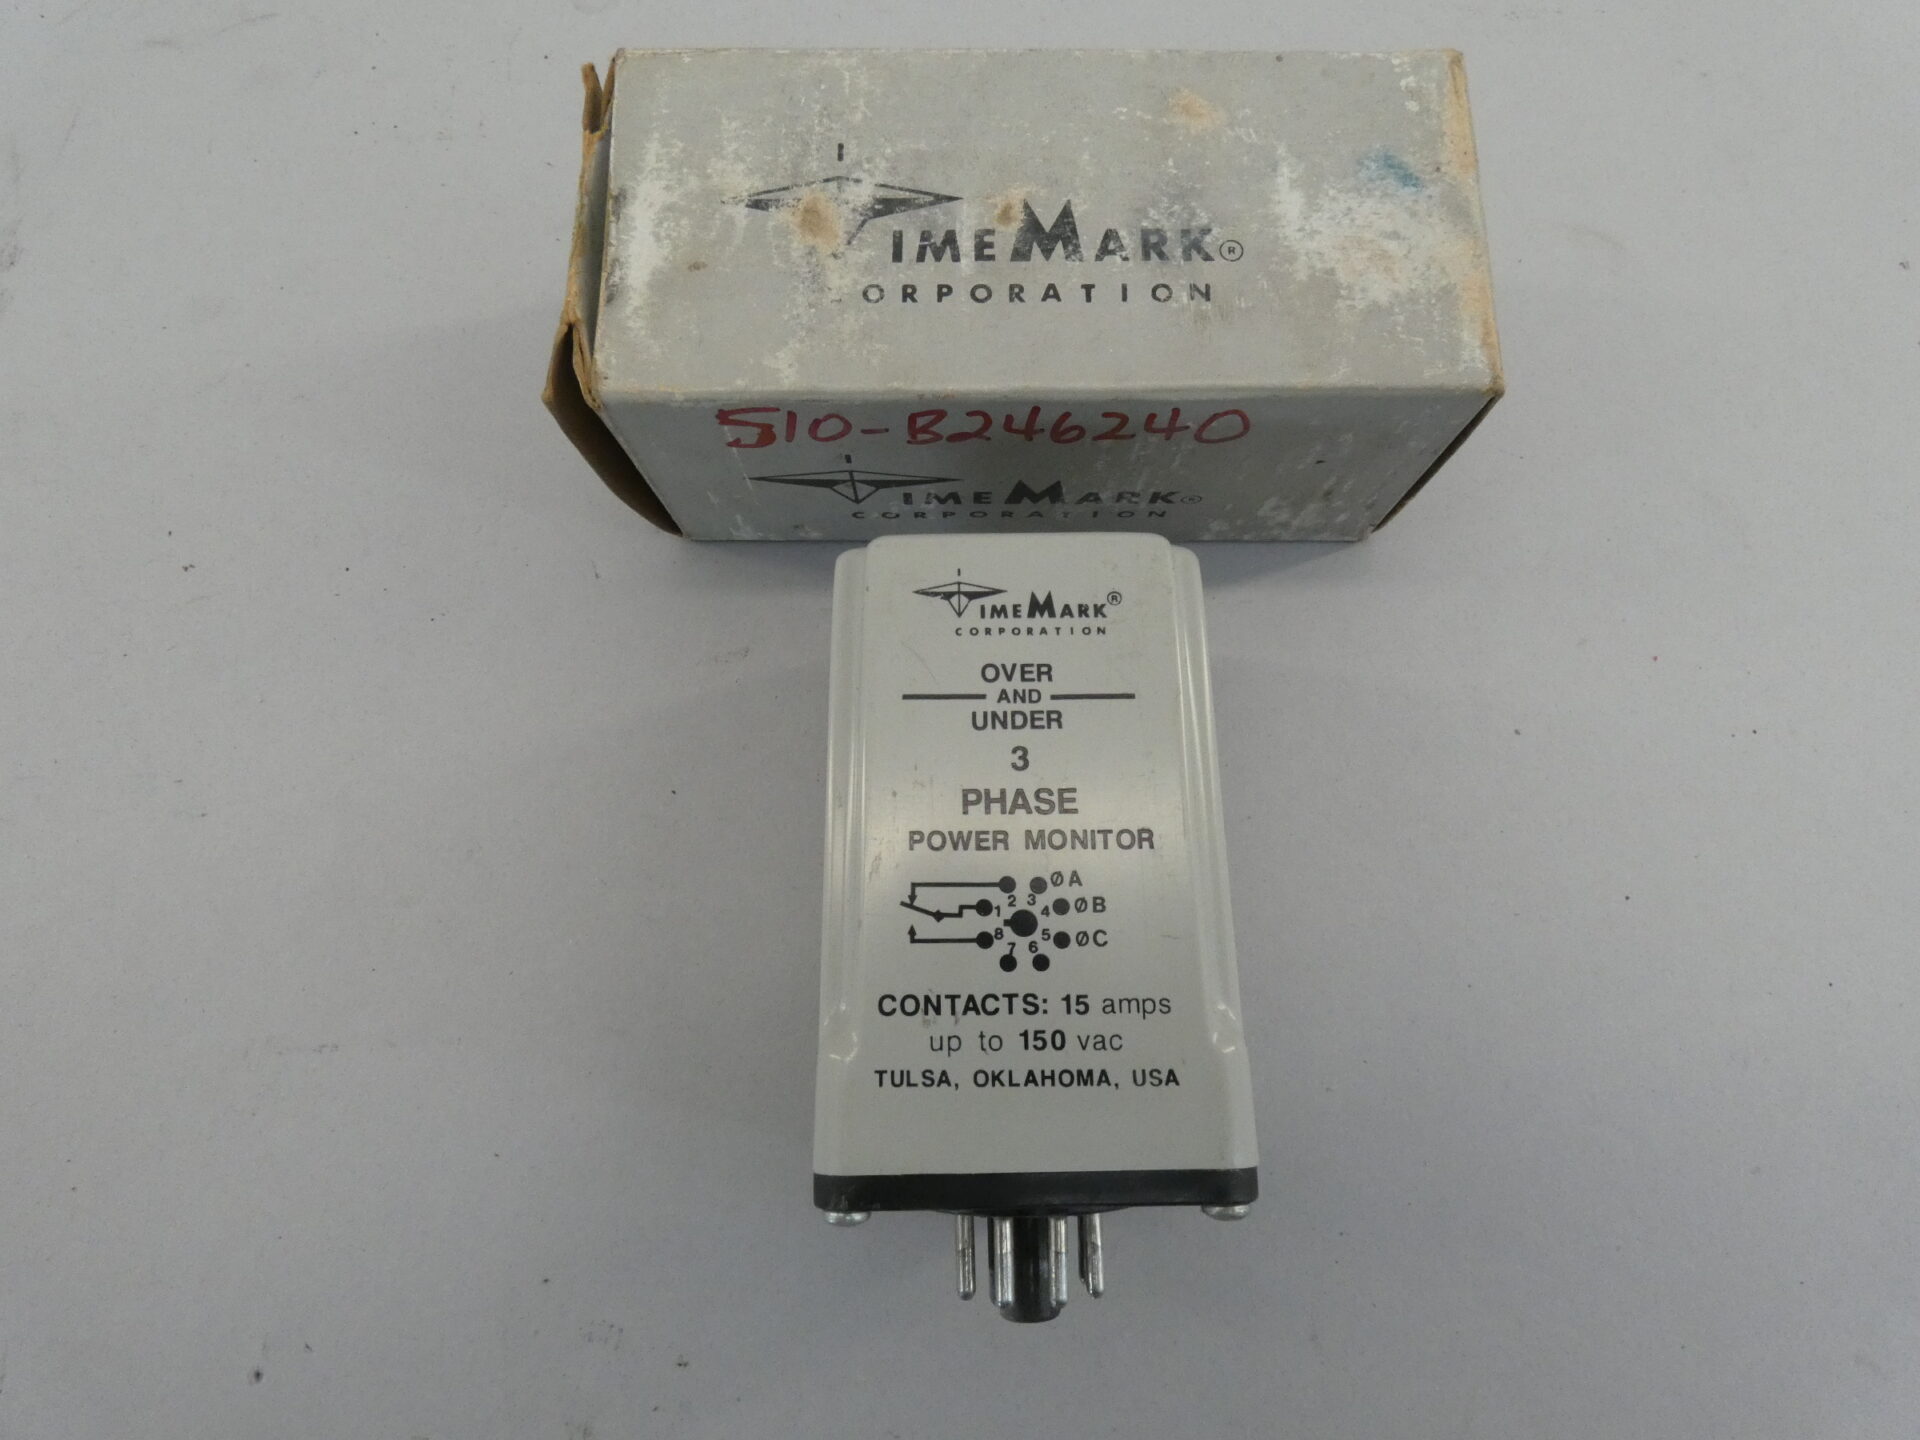 TIMEMARK®
CORPORATION
510-B246240
TIMEMARK®
CORPORATION
TIMEMARK®
CORPORATION
OVER
AND
UNDER
3
PHASE
POWER MONITOR
2 3 ØA
1 4 ØB
8 5 ØC
7 6
CONTACTS: 15 amps
up to 150 vac
TULSA, OKLAHOMA, USA